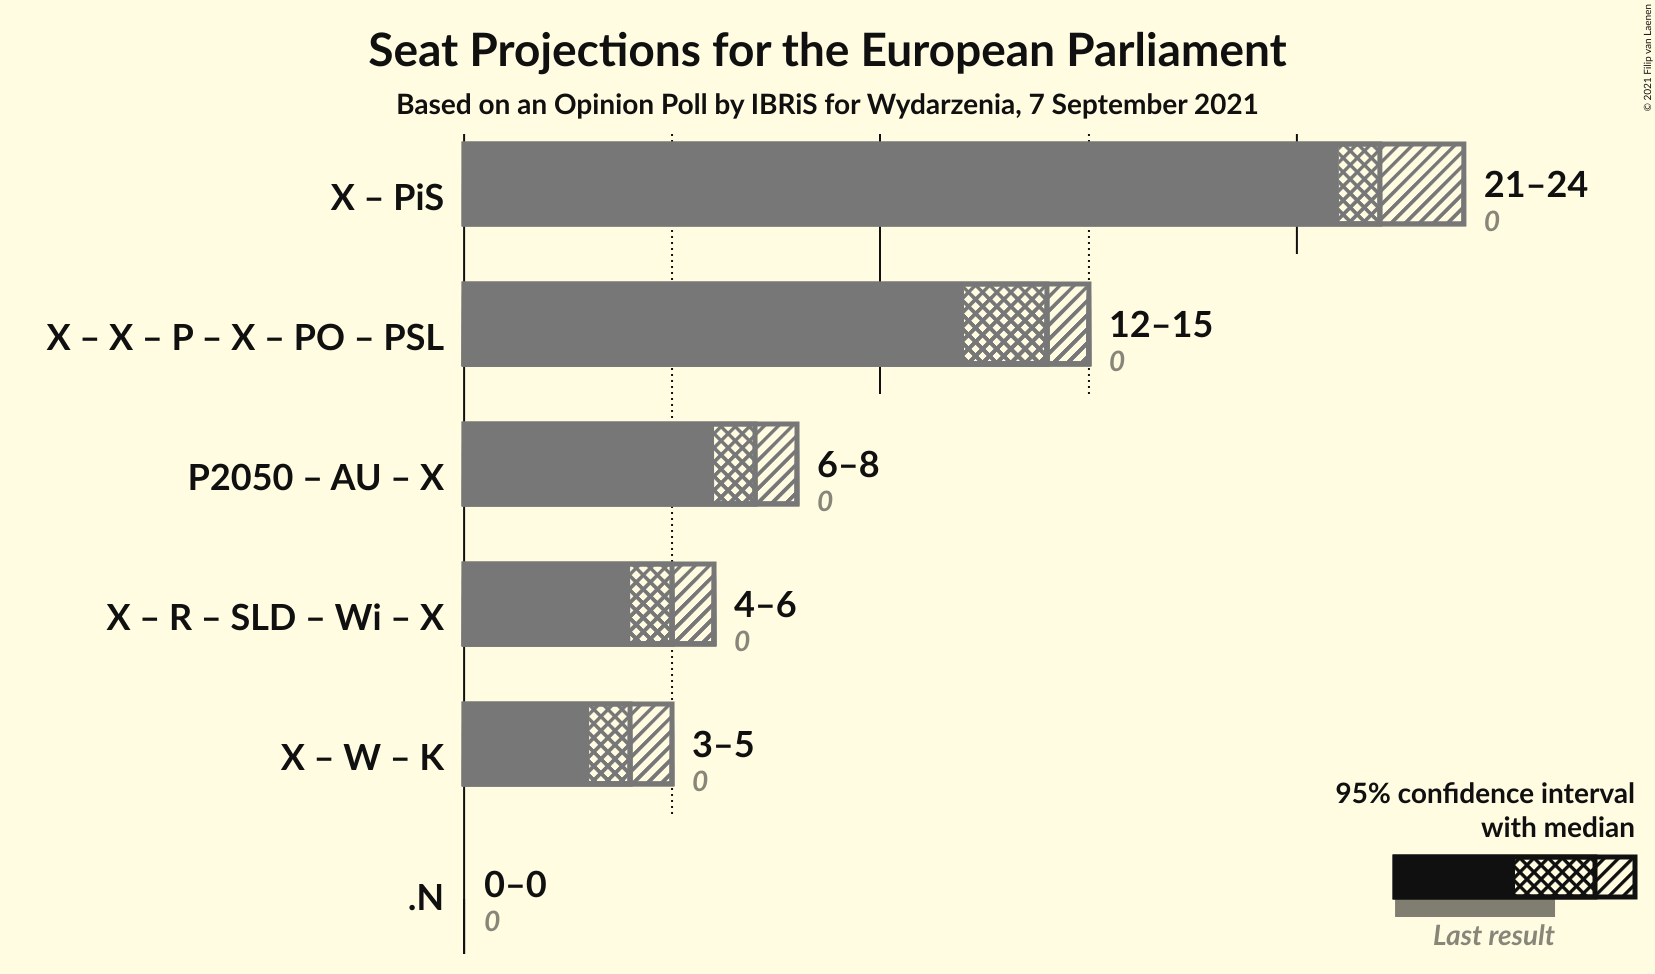 Seat Projections for the European Parliament
Based on an Opinion Poll by IBRiS for Wydarzenia, 7 September 2021
© 2021 Filip van Laenen
X – PiS
21–24
0
X – X – P – X – PO – PSL
12–15
0
P2050 – AU – X
6–8
0
X – R – SLD – Wi – X
4–6
0
X – W – K
3–5
0
.N
0–0
0
95% confidence interval
with median
Last result